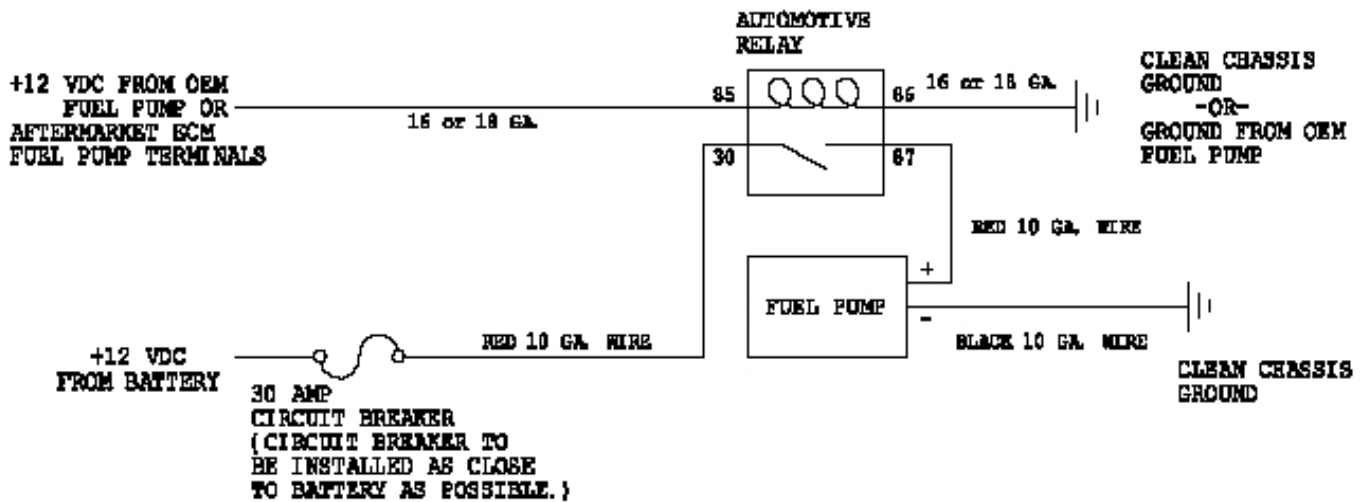 AUTOMOTIVE
RELAY
+12 VDC FROM OEM
FUEL PUMP OR
AFTERMARKET ECM
FUEL PUMP TERMINALS
16 or 18 GA.
85
86
16 or 18 GA.
CLEAN CHASSIS
GROUND
-OR-
GROUND FROM OEM
FUEL PUMP
30
87
RED 10 GA. WIRE
FUEL PUMP
+
-
BLACK 10 GA. WIRE
CLEAN CHASSIS
GROUND
+12 VDC
FROM BATTERY
RED 10 GA. WIRE
30 AMP
CIRCUIT BREAKER
(CIRCUIT BREAKER TO
BE INSTALLED AS CLOSE
TO BATTERY AS POSSIBLE.)